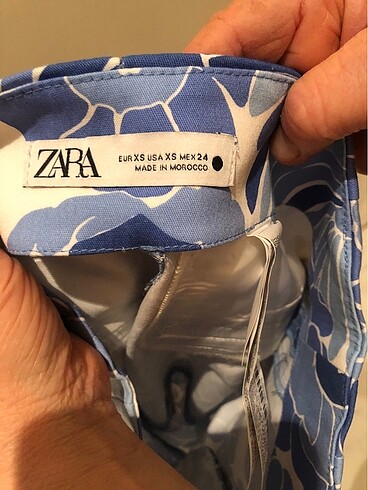 ZARA
EUR XS USA XS MEX 24
MADE IN MOROCCO